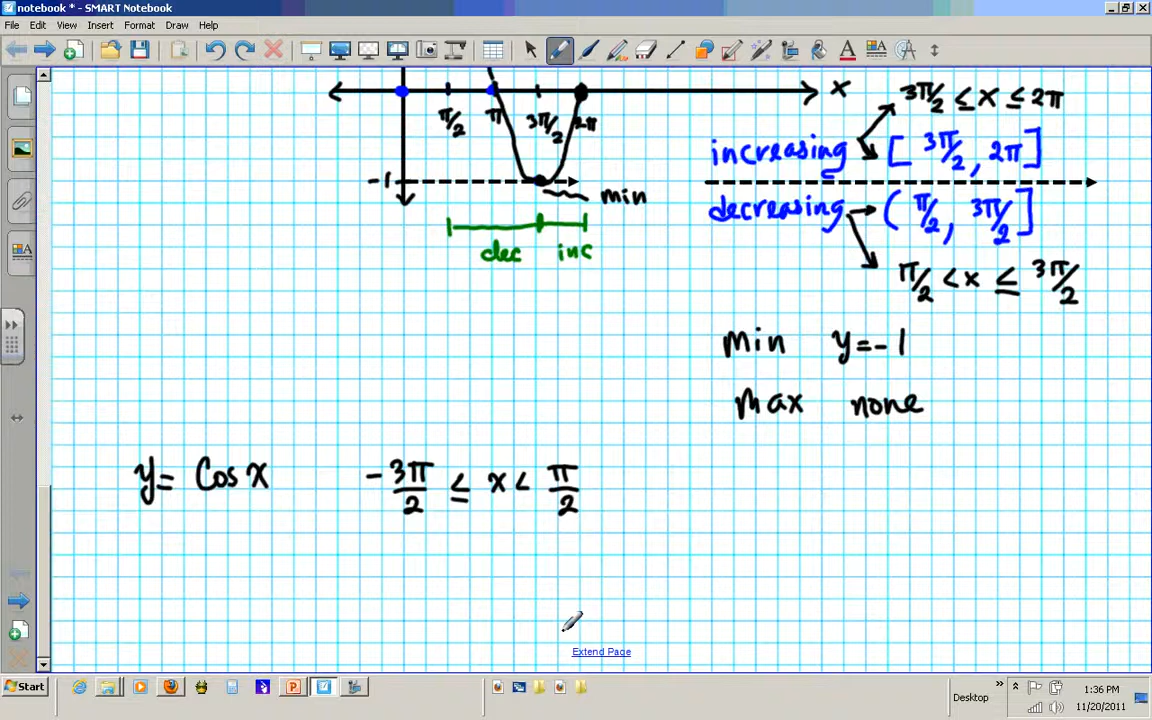 notebook * - SMART Notebook
File Edit View Insert Format Draw Help
x
π/2 π 3π/2 2π
-1
min
dec inc
3π/2 ≤ x ≤ 2π
increasing [ 3π/2, 2π ]
decreasing ( π/2, 3π/2 ]
π/2 < x ≤ 3π/2
min y=-1
max none
y= Cos x -3π/2 ≤ x < π/2
Extend Page
Start
Desktop
»
1:36 PM
11/20/2011